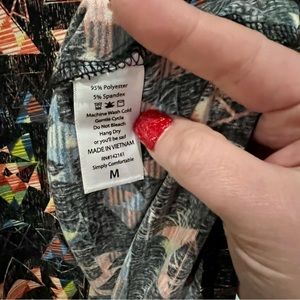 95% Polyester
5% Spandex
Machine Wash Cold
Gentle Cycle
Do Not Bleach
Hang Dry
or you'll be sad
MADE IN VIETNAM
RN#142161
Simply Comfortable
M